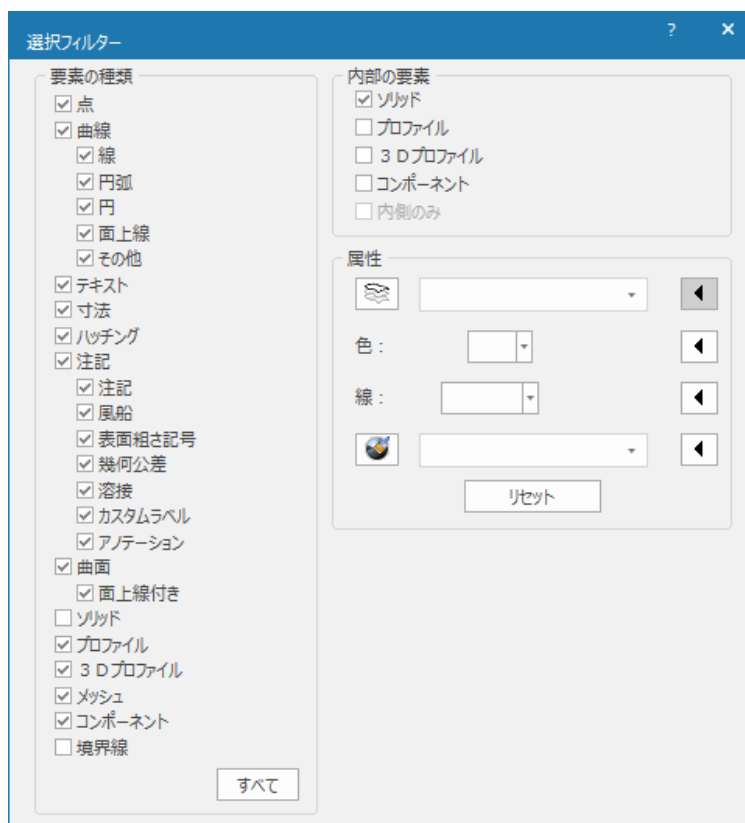 選択フィルター
?
×
要素の種類
点
曲線
線
円弧
円
面上線
その他
テキスト
寸法
ハッチング
注記
注記
風船
表面粗さ記号
幾何公差
溶接
カスタムラベル
アノテーション
曲面
面上線付き
ソリッド
プロファイル
3Dプロファイル
メッシュ
コンポーネント
境界線
すべて
内部の要素
ソリッド
プロファイル
3Dプロファイル
コンポーネント
内側のみ
属性
色:
線:
リセット